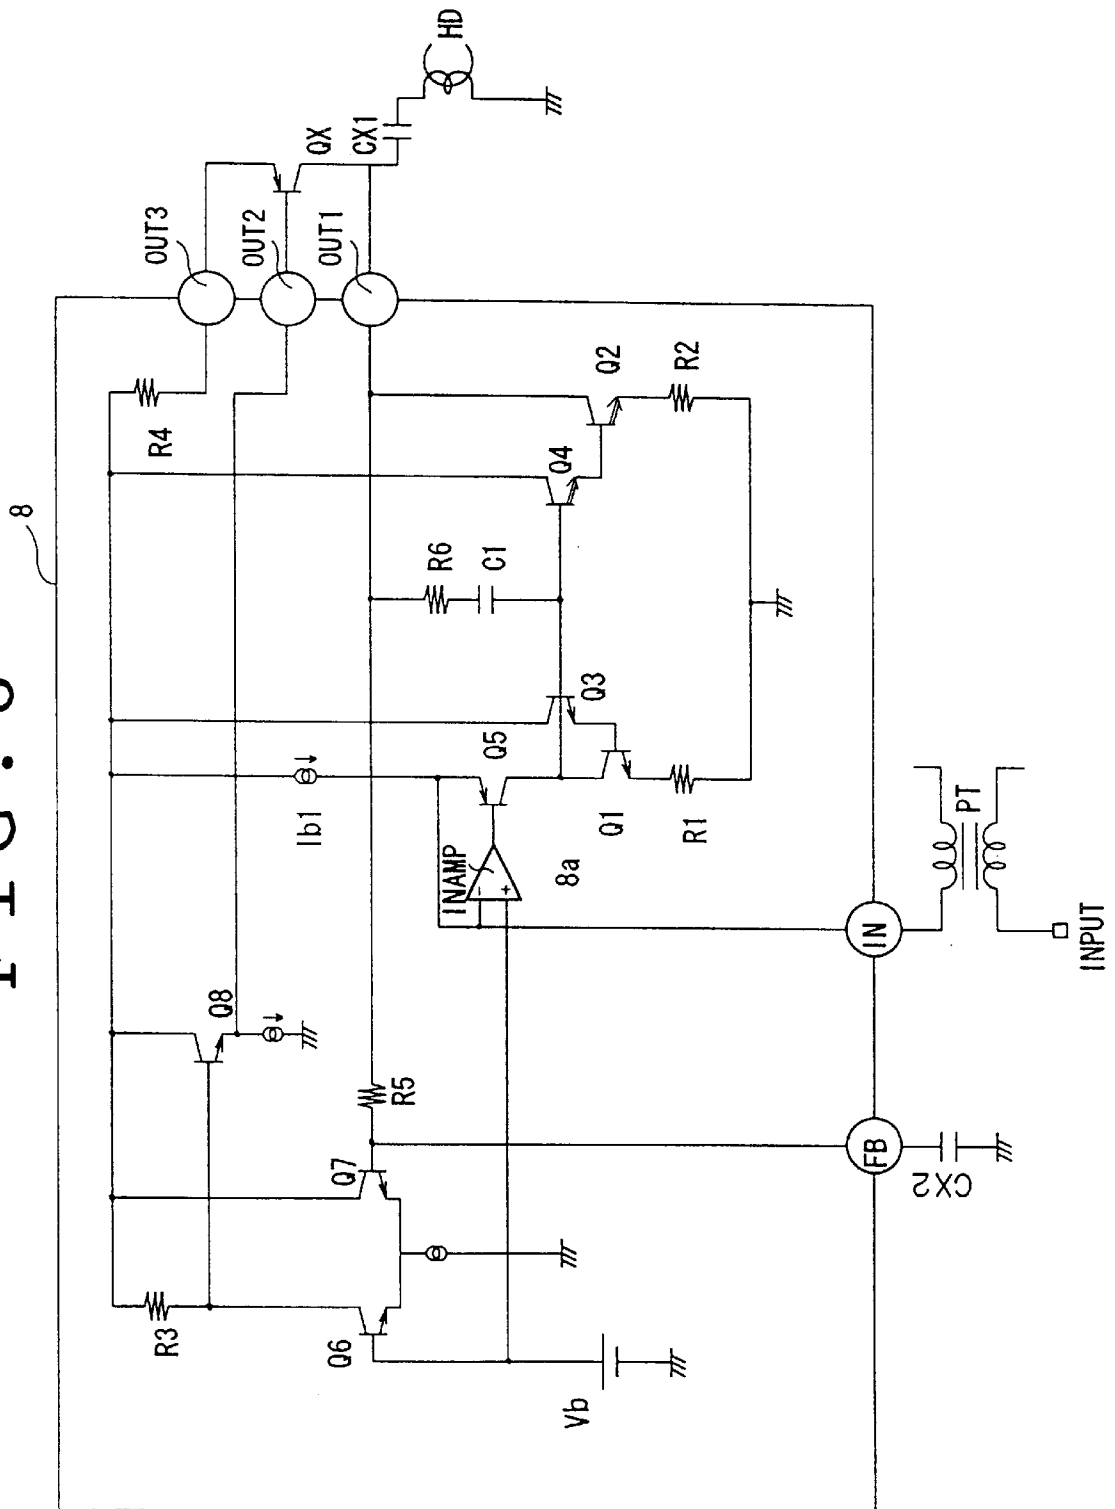 8
R3
R4
OUT3
Q8
OUT2
Ib1
Q6
Q7
OUT1
QX
R5
CX1
R6
INAMP
HD
Q5
C1
Q4
Vb
8a
Q3
Q1
Q2
R1
R2
FB
IN
CX2
PT
INPUT